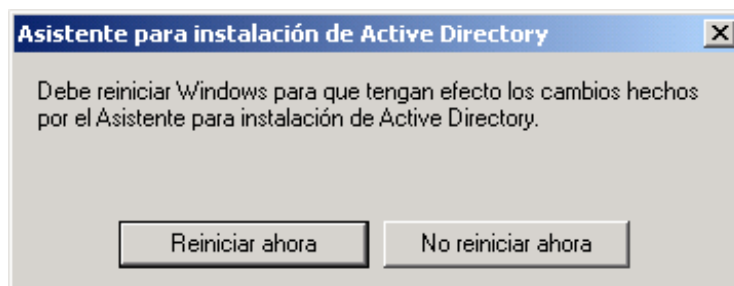 Asistente para instalación de Active Directory
Debe reiniciar Windows para que tengan efecto los cambios hechos
por el Asistente para instalación de Active Directory.
Reiniciar ahora
No reiniciar ahora